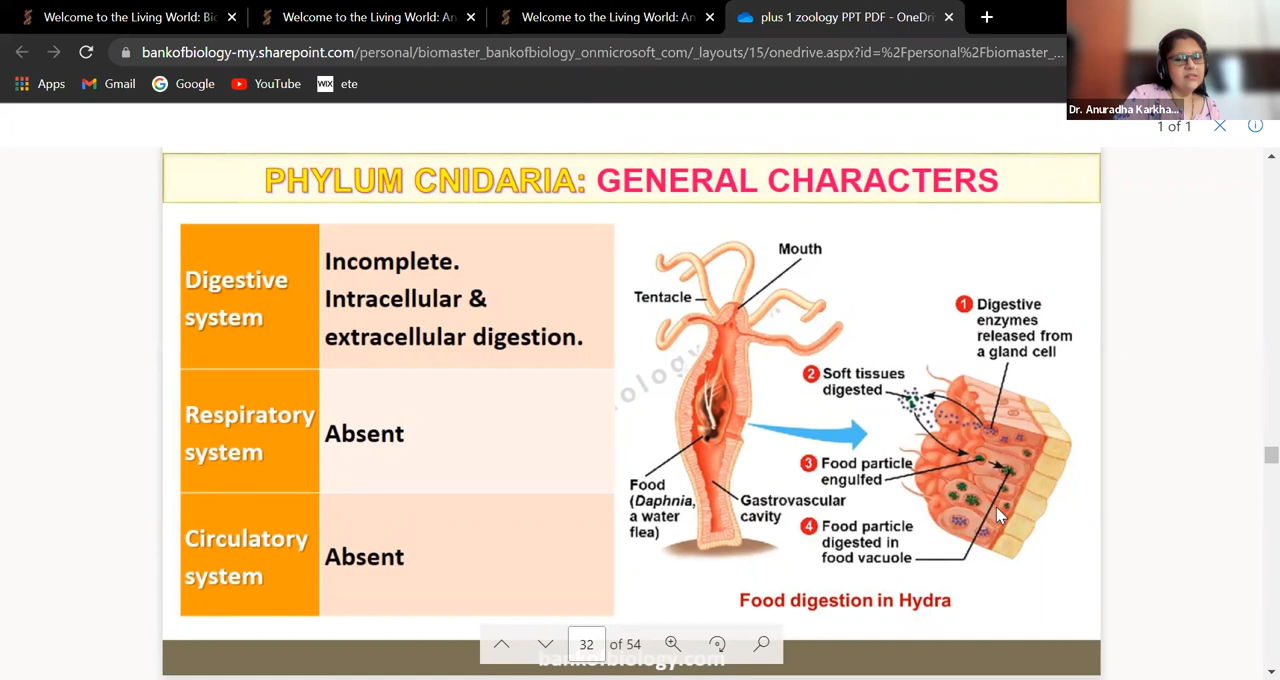 Welcome to the Living World: Bio
Welcome to the Living World: An
Welcome to the Living World: An
plus 1 zoology PPT PDF - OneDri
bankofbiology-my.sharepoint.com/personal/biomaster_bankofbiology_onmicrosoft_com/_layouts/15/onedrive.aspx?id=%2Fpersonal%2Fbiomaster_...
Apps
Gmail
Google
YouTube
WIX
ete
Dr. Anuradha Karkha...
1 of 1
PHYLUM CNIDARIA: GENERAL CHARACTERS
Digestive
system
Incomplete.
Intracellular &
extracellular digestion.
Respiratory
system
Absent
Circulatory
system
Absent
Mouth
Tentacle
Food
(Daphnia,
a water
flea)
Gastrovascular
cavity
1 Digestive
enzymes
released from
a gland cell
2 Soft tissues
digested
3 Food particle
engulfed
4 Food particle
digested in
food vacuole
Food digestion in Hydra
32 of 54
bankofbiology.com